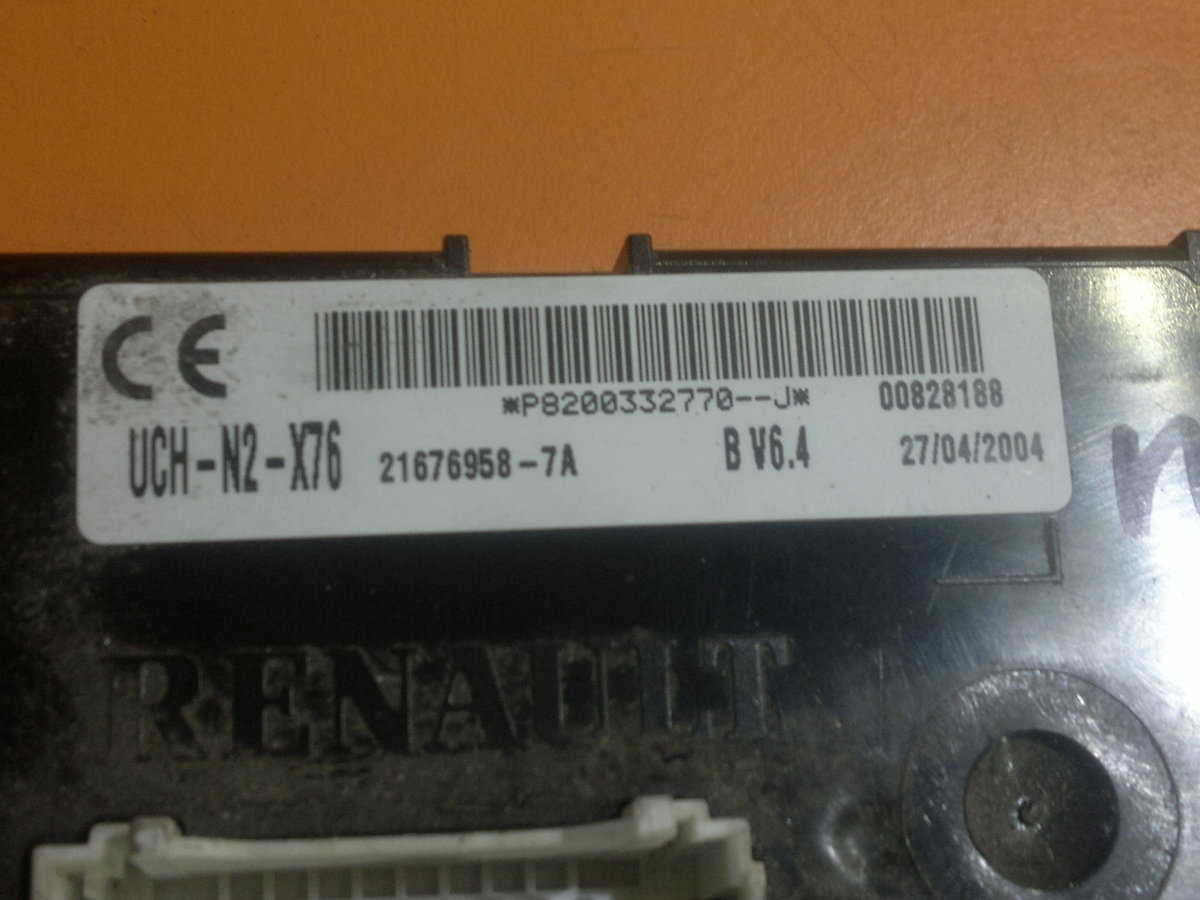 CE
*P8200332770--J* 00828188
UCH-N2-X76 21676958-7A B V6.4 27/04/2004
RENAULT